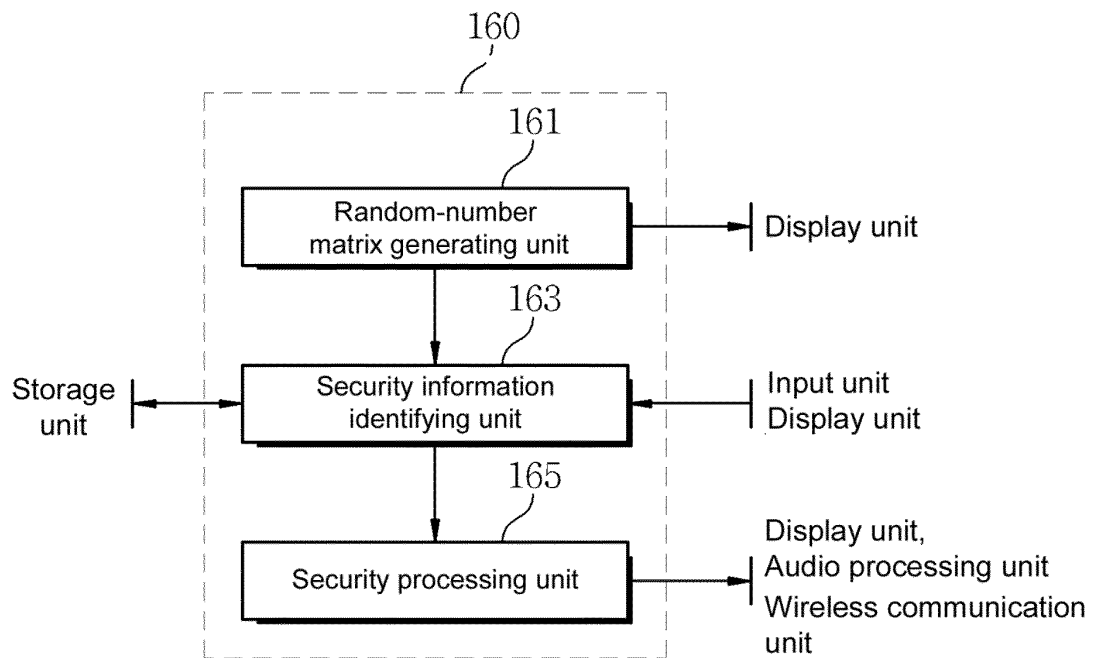 160
161
Random-number
matrix generating unit
Display unit
163
Storage
unit
Security information
identifying unit
Input unit
Display unit
165
Security processing unit
Display unit,
Audio processing unit
Wireless communication
unit